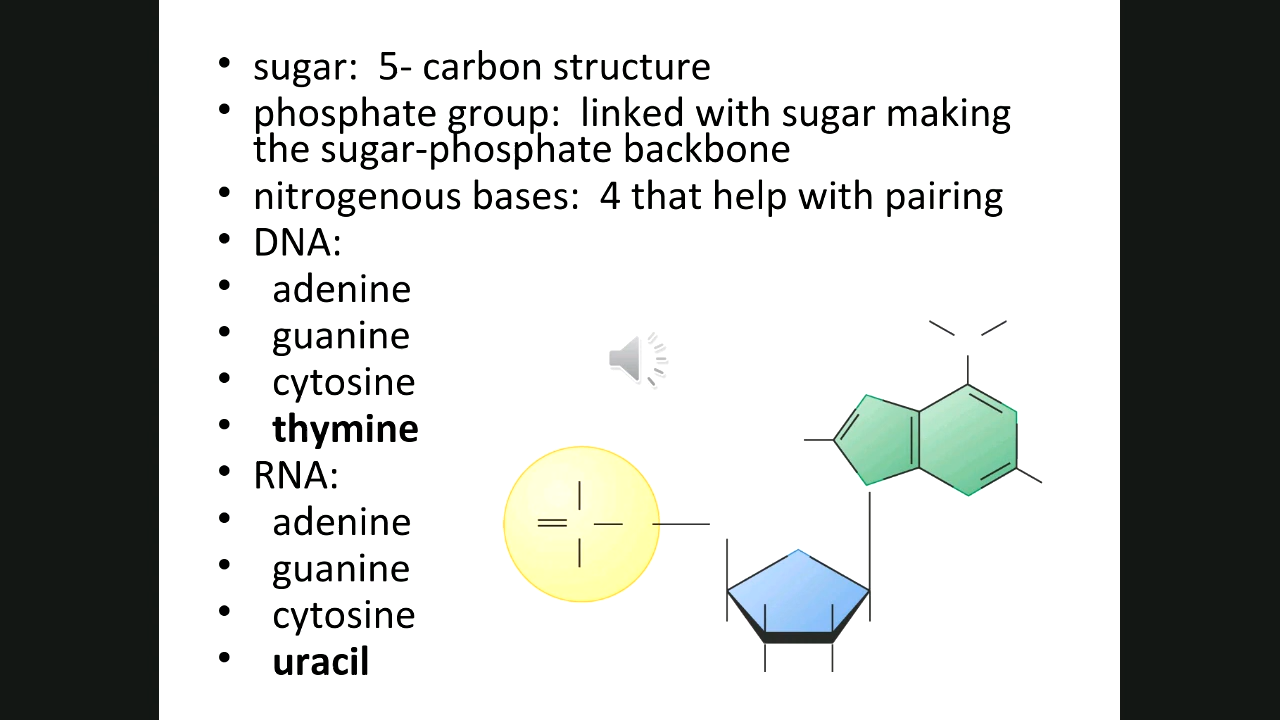 • sugar: 5- carbon structure
• phosphate group: linked with sugar making
the sugar-phosphate backbone
• nitrogenous bases: 4 that help with pairing
• DNA:
• adenine
• guanine
• cytosine
• thymine
• RNA:
• adenine
• guanine
• cytosine
• uracil